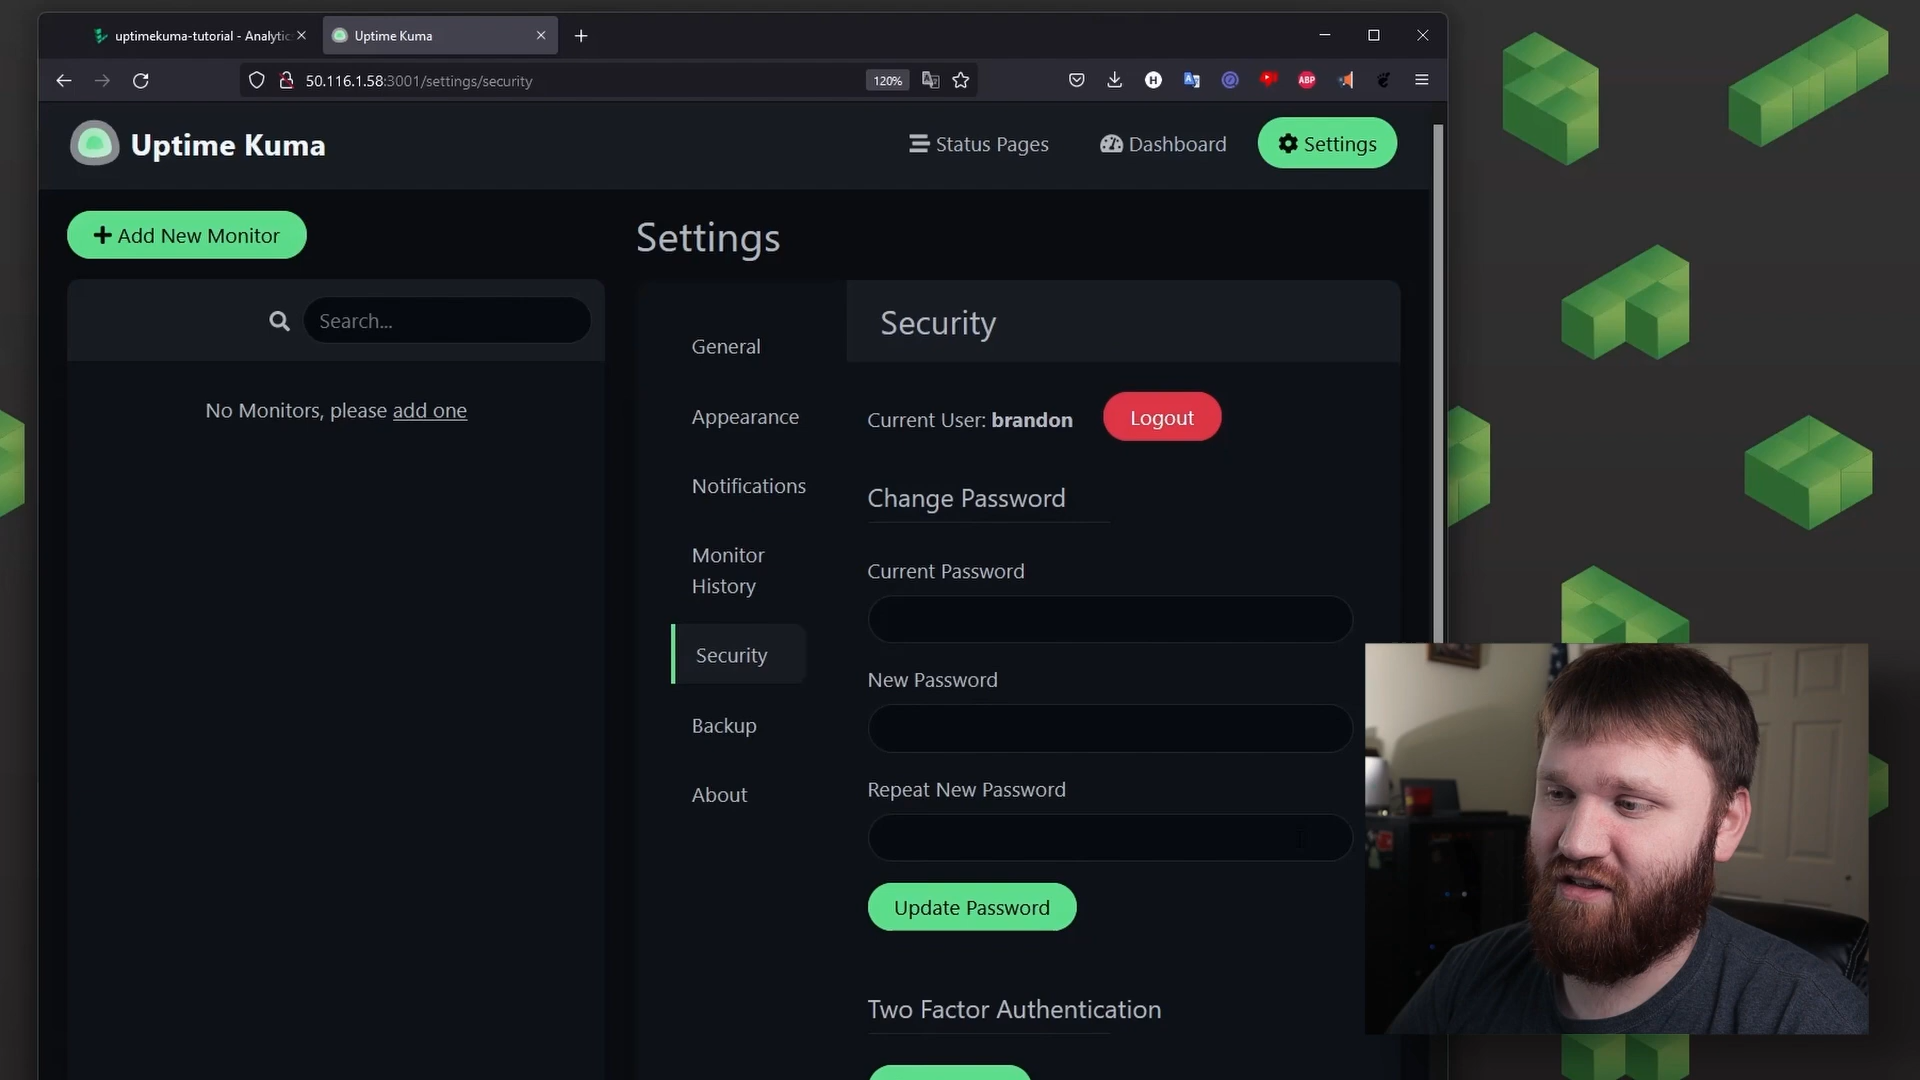 uptimekuma-tutorial - Analytic
Uptime Kuma
50.116.1.58:3001/settings/security
120%
H
ABP
Uptime Kuma
Status Pages
Dashboard
Settings
Add New Monitor
Search...
No Monitors, please add one
Settings
General
Appearance
Notifications
Monitor
History
Security
Backup
About
Security
Current User: brandon
Logout
Change Password
Current Password
New Password
Repeat New Password
Update Password
Two Factor Authentication